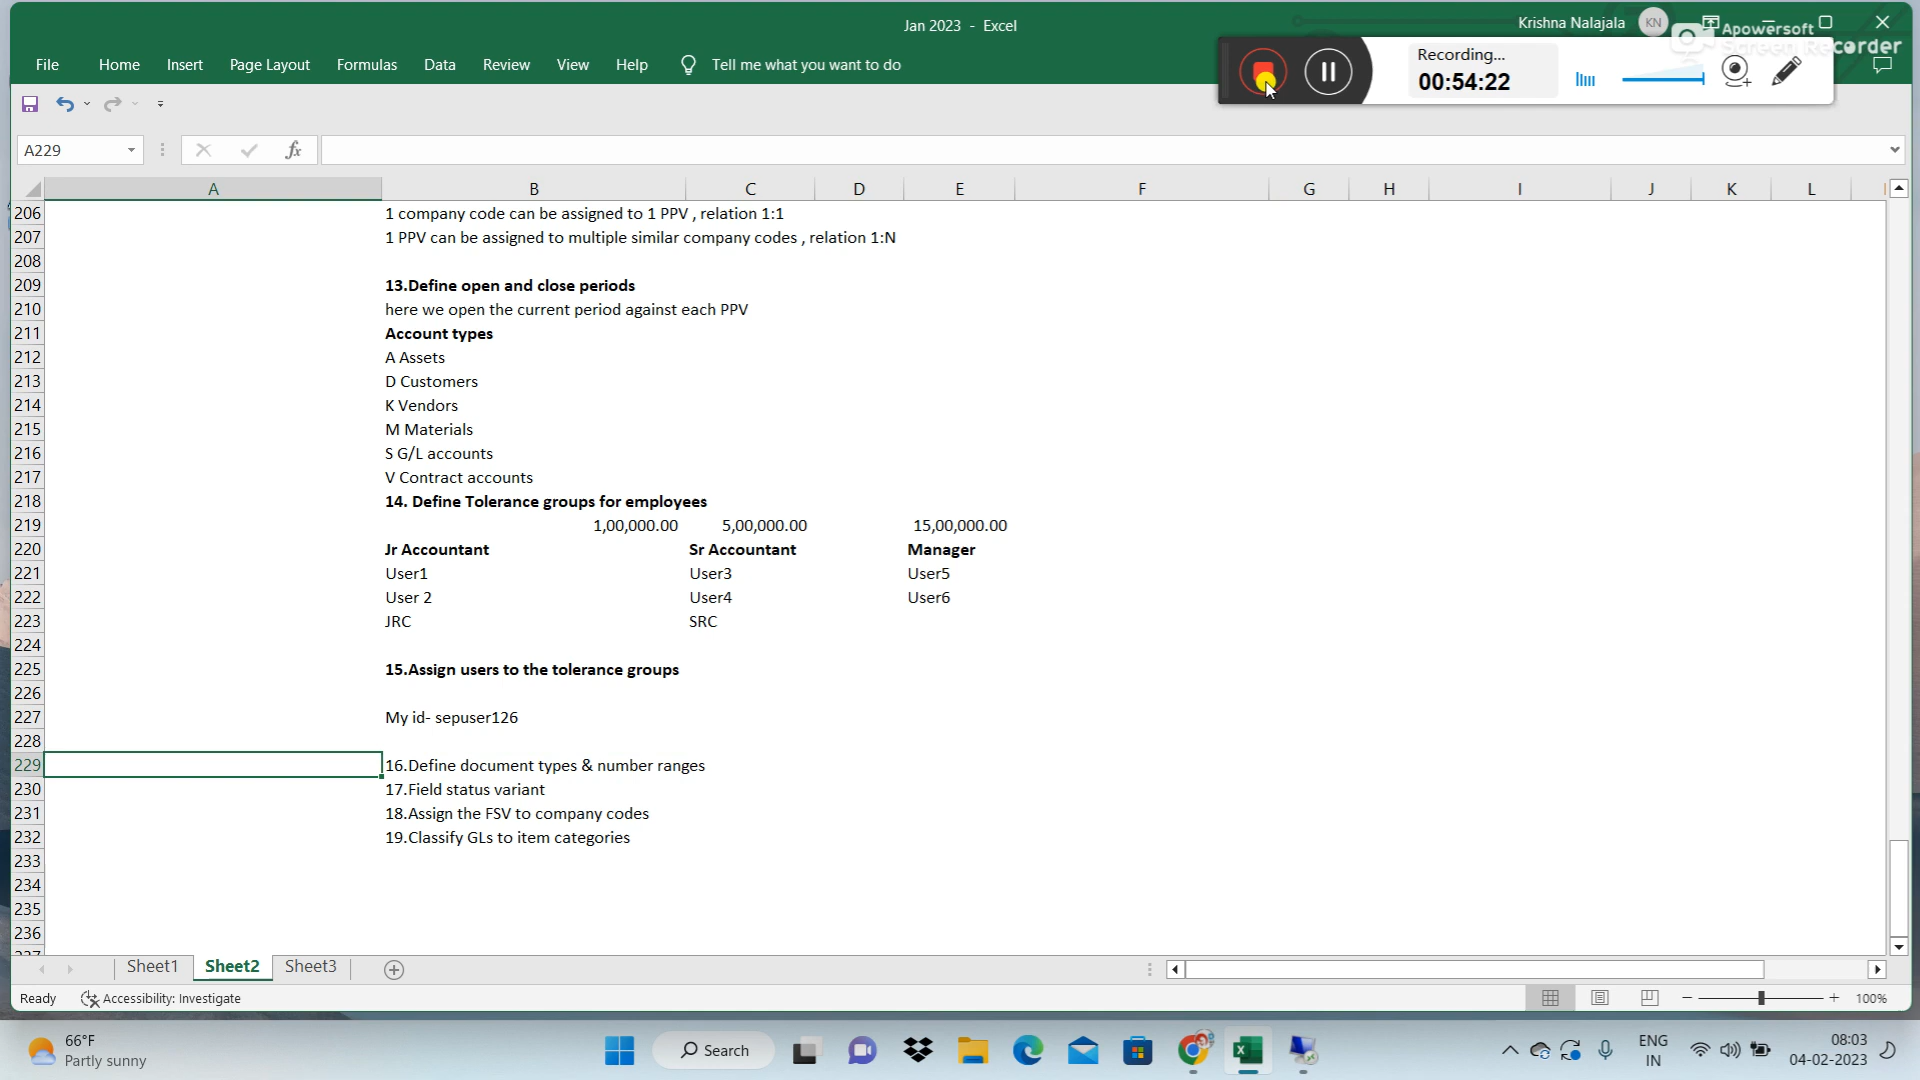 Jan 2023 - Excel
Krishna Nalajala KN
Apowersoft
Screen Recorder
File Home Insert Page Layout Formulas Data Review View Help Tell me what you want to do
Recording...
00:54:22
A229
fx
A B C D E F G H I J K L
206 1 company code can be assigned to 1 PPV , relation 1:1
207 1 PPV can be assigned to multiple similar company codes , relation 1:N
208
209 13.Define open and close periods
210 here we open the current period against each PPV
211 Account types
212 A Assets
213 D Customers
214 K Vendors
215 M Materials
216 S G/L accounts
217 V Contract accounts
218 14. Define Tolerance groups for employees
219 1,00,000.00 5,00,000.00 15,00,000.00
220 Jr Accountant Sr Accountant Manager
221 User1 User3 User5
222 User 2 User4 User6
223 JRC SRC
224
225 15.Assign users to the tolerance groups
226
227 My id- sepuser126
228
229 16.Define document types & number ranges
230 17.Field status variant
231 18.Assign the FSV to company codes
232 19.Classify GLs to item categories
233
234
235
236
Sheet1 Sheet2 Sheet3
Ready Accessibility: Investigate 100%
66°F
Partly sunny
Search
ENG
IN
08:03
04-02-2023